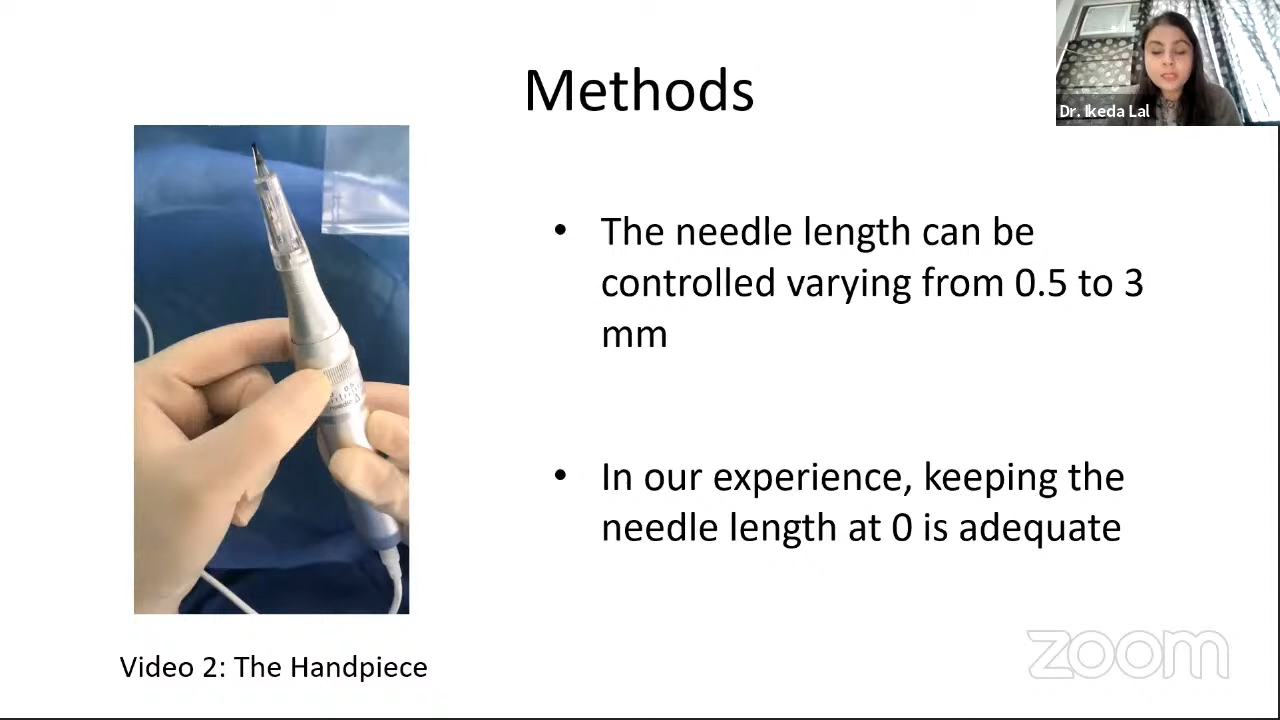 Methods
Dr. Ikeda Lal
• The needle length can be
controlled varying from 0.5 to 3
mm
• In our experience, keeping the
needle length at 0 is adequate
Video 2: The Handpiece
zoom